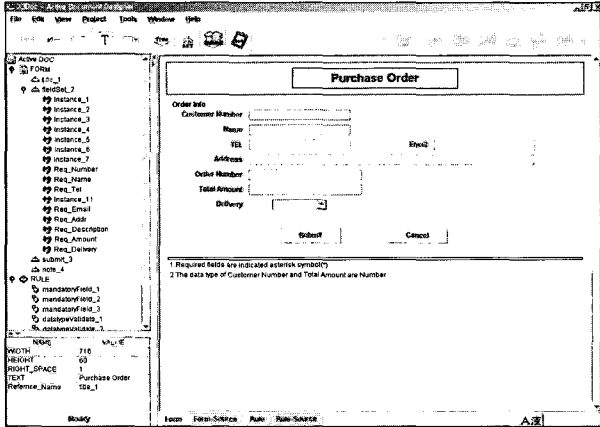 Active Document Designer
File Edit View Project Tools Window Help
T
Active DOC
FORM
title_1
fieldSet_2
Instance_1
Instance_2
Instance_3
Instance_4
Instance_5
Instance_6
Instance_7
Req_Number
Req_Name
Req_Tel
Instance_11
Req_Email
Req_Addr
Req_Description
Req_Amount
Req_Delivery
submit_3
note_4
RULE
mandatoryField_1
mandatoryField_2
mandatoryField_3
datatypeValidate_1
datatypeValidate_2
NAME VALUE
WIDTH 716
HEIGHT 60
RIGHT_SPACE 1
TEXT Purchase Order
Refernce_Name title_1
Modify
Purchase Order
Order Info
Customer Number
Name
TEL Email
Address
Order Number
Total Amount
Delivery
Submit Cancel
1 Required fields are indicated asterisk symbol(*)
2 The data type of Customer Number and Total Amount are Number
Form Form-Source Rule Rule-Source
A漢